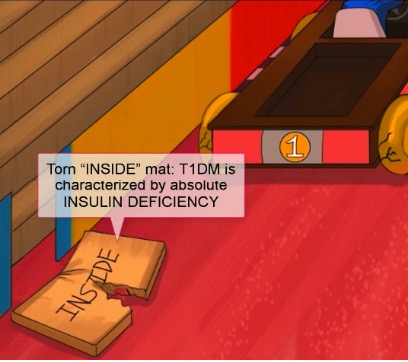 Torn “INSIDE” mat: T1DM is
characterized by absolute
INSULIN DEFICIENCY
1
INSIDE